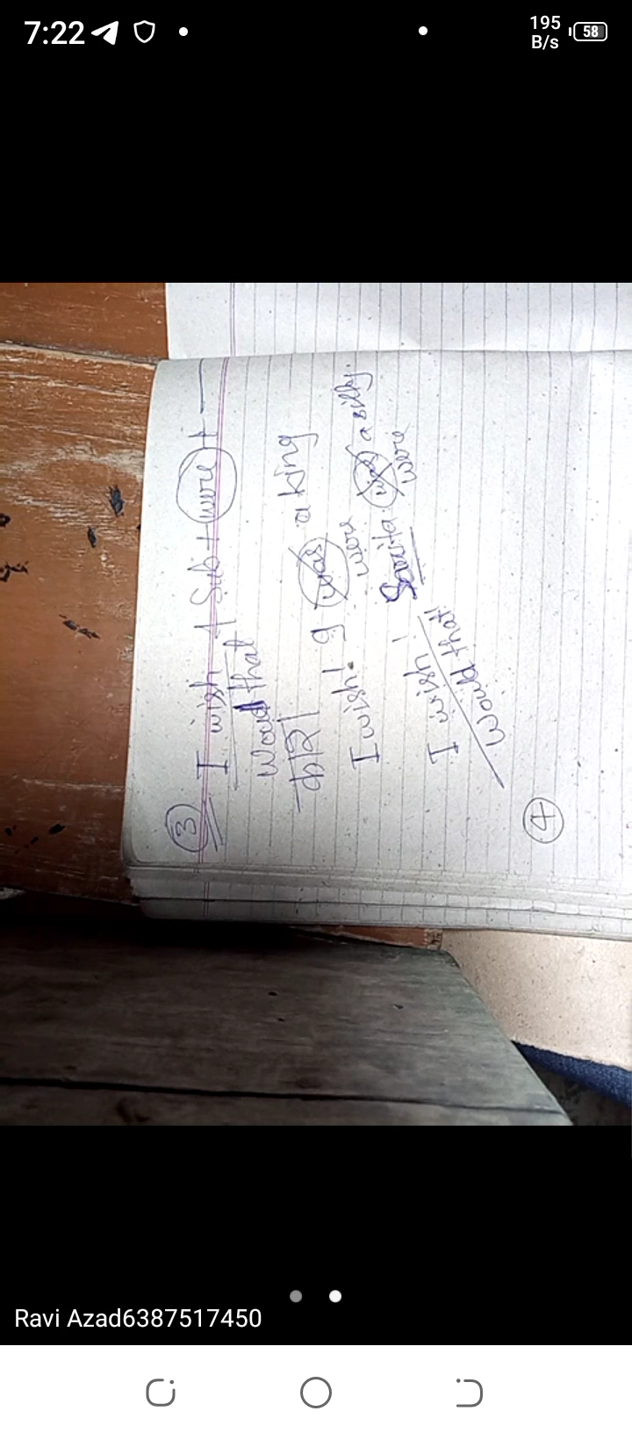 7:22
195
B/s
58
③ I wish + Sub + were + —
Would that
काश
I wish! I was a king
were
I wish! Sarita was a silly.
Would that! were
④
Ravi Azad6387517450